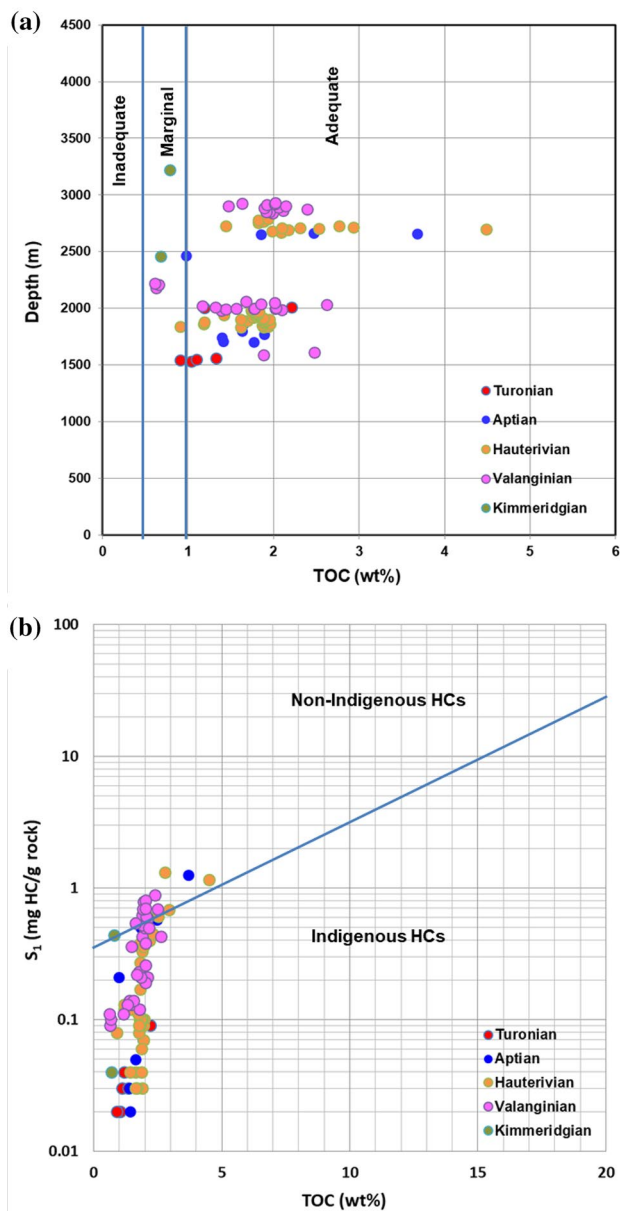 (a)
4500
4000
3500
3000
2500
2000
1500
1000
500
0
Depth (m)
Inadequate
Marginal
Adequate
Turonian
Aptian
Hauterivian
Valanginian
Kimmeridgian
0 1 2 3 4 5 6
TOC (wt%)
(b)
100
10
1
0.1
0.01
S₁ (mg HC/g rock)
Non-Indigenous HCs
Indigenous HCs
Turonian
Aptian
Hauterivian
Valanginian
Kimmeridgian
0 5 10 15 20
TOC (wt%)